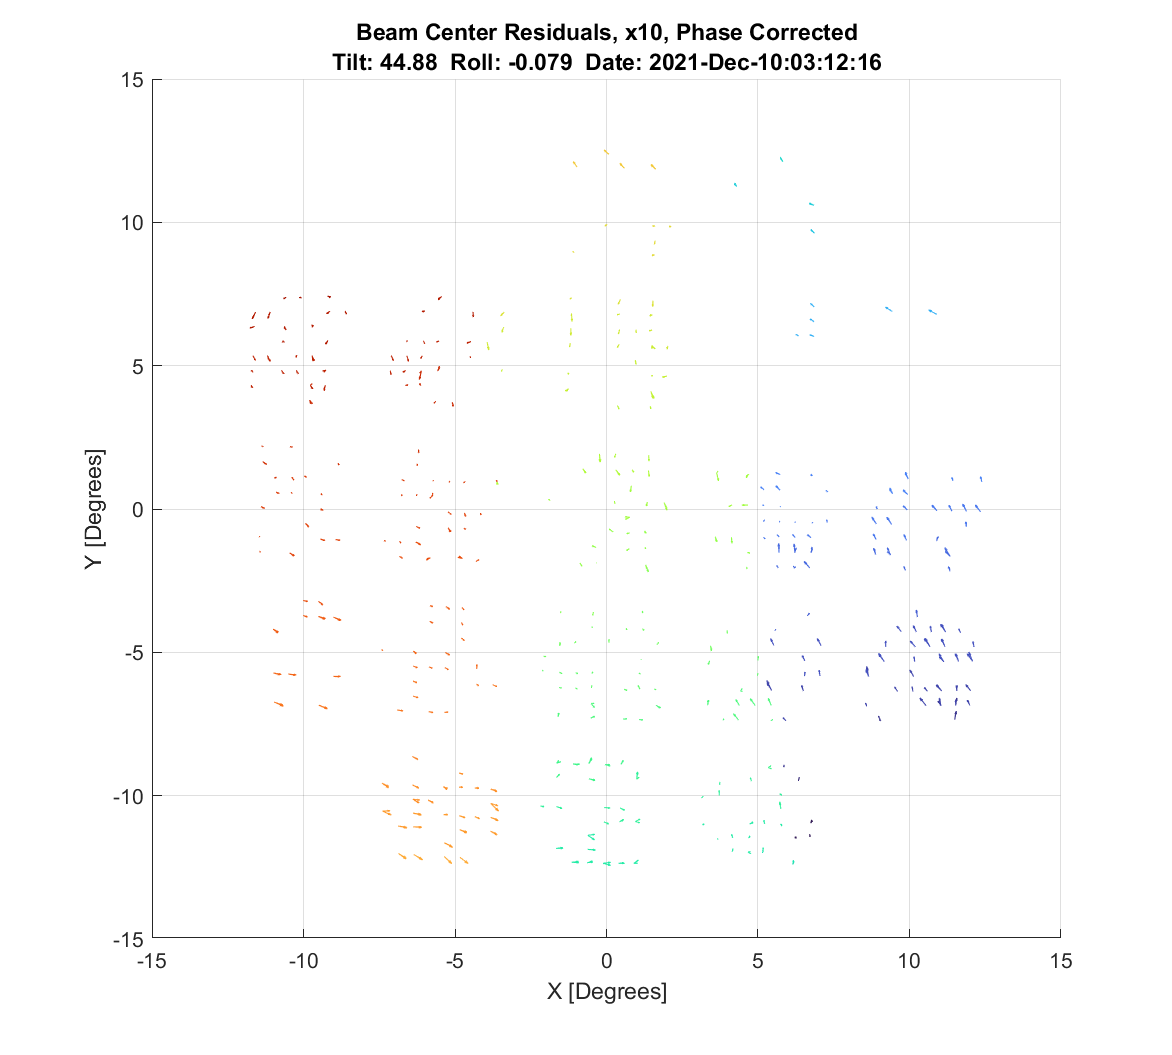 Beam Center Residuals, x10, Phase Corrected
Tilt: 44.88 Roll: -0.079 Date: 2021-Dec-10:03:12:16
15
10
5
0
-5
-10
-15
Y [Degrees]
-15 -10 -5 0 5 10 15
X [Degrees]